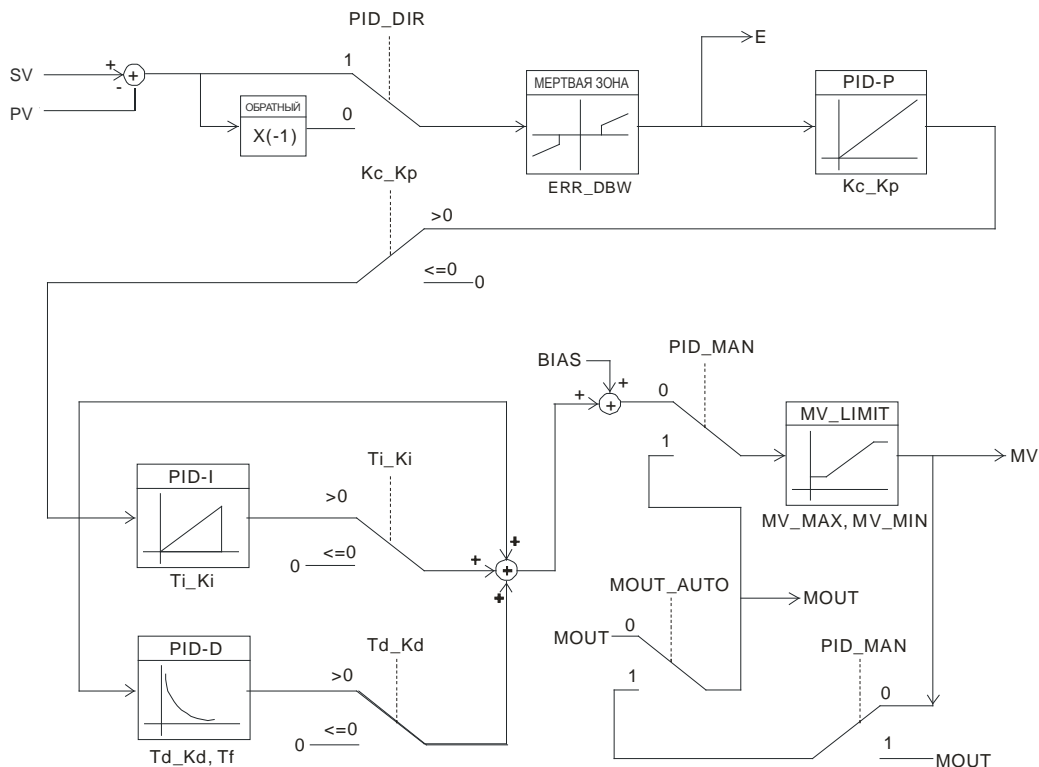 PID_DIR
SV
PV
+
-
+
1
0
ОБРАТНЫЙ
X(-1)
МЕРТВАЯ ЗОНА
ERR_DBW
E
PID-P
Kc_Kp
Kc_Kp
>0
<=0
0
BIAS
+
+
+
PID_MAN
0
1
MV_LIMIT
MV_MAX, MV_MIN
MV
PID-I
Ti_Ki
Ti_Ki
>0
0
<=0
+
+
+
+
MOUT_AUTO
MOUT
0
1
MOUT
PID-D
Td_Kd, Tf
Td_Kd
>0
0
<=0
PID_MAN
0
1
MOUT